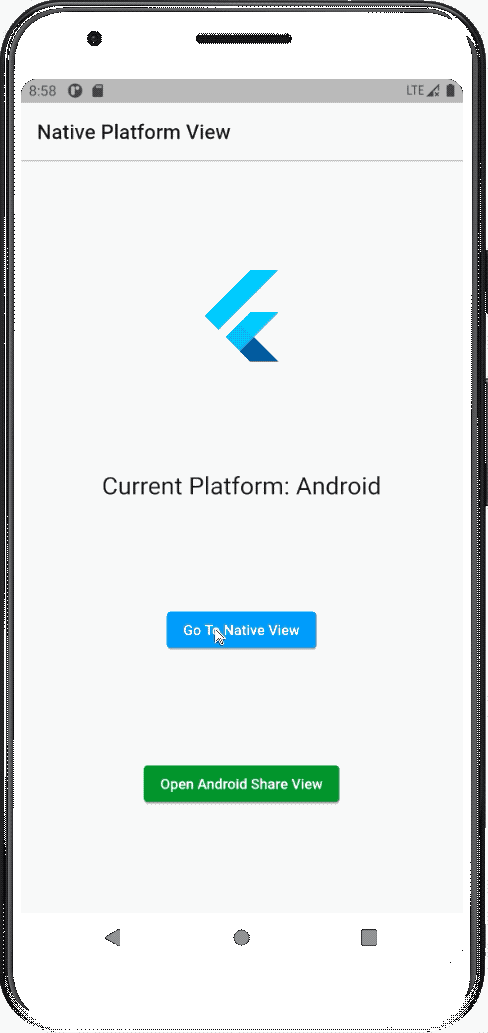 8:58 LTE
Native Platform View
Current Platform: Android
Go To Native View
Open Android Share View